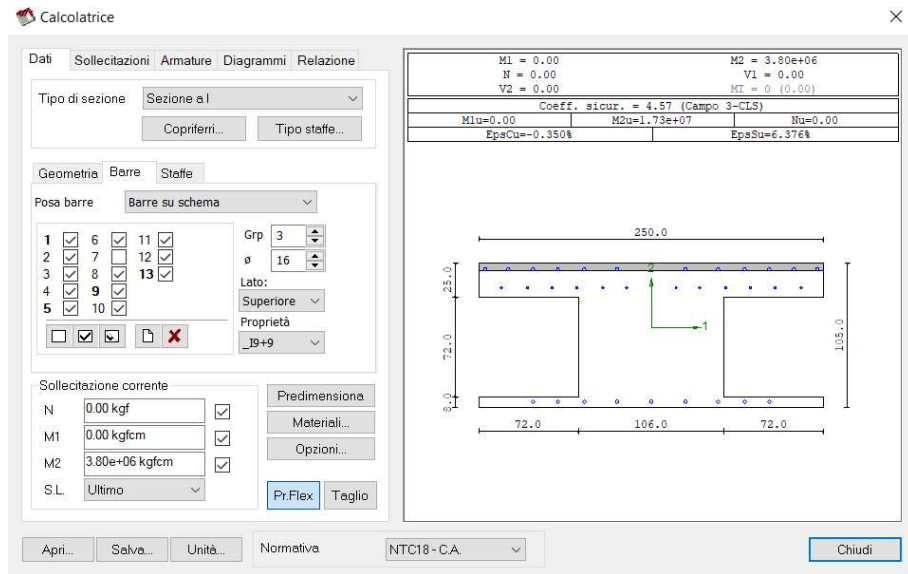 Calcolatrice
Dati Sollecitazioni Armature Diagrammi Relazione
Tipo di sezione Sezione a I
Copriferri... Tipo staffe...
Geometria Barre Staffe
Posa barre Barre su schema
1 6 11 Grp 3
2 7 12 ø 16
3 8 13 Lato:
4 9 Superiore
5 10 Proprietà
_I9+9
Sollecitazione corrente
N 0.00 kgf
M1 0.00 kgfcm
M2 3.80e+06 kgfcm
S.L. Ultimo
Predimensiona
Materiali...
Opzioni...
Pr.Flex Taglio
M1 = 0.00 M2 = 3.80e+06
N = 0.00 V1 = 0.00
V2 = 0.00 MT = 0 (0.00)
Coeff. sicur. = 4.57 (Campo 3-CLS)
M1u=0.00 M2u=1.73e+07 Nu=0.00
EpsCu=-0.350% EpsSu=6.376%
250.0
25.0
2
1
72.0
105.0
8.0
72.0 106.0 72.0
Apri... Salva... Unità... Normativa NTC18 - C.A. Chiudi